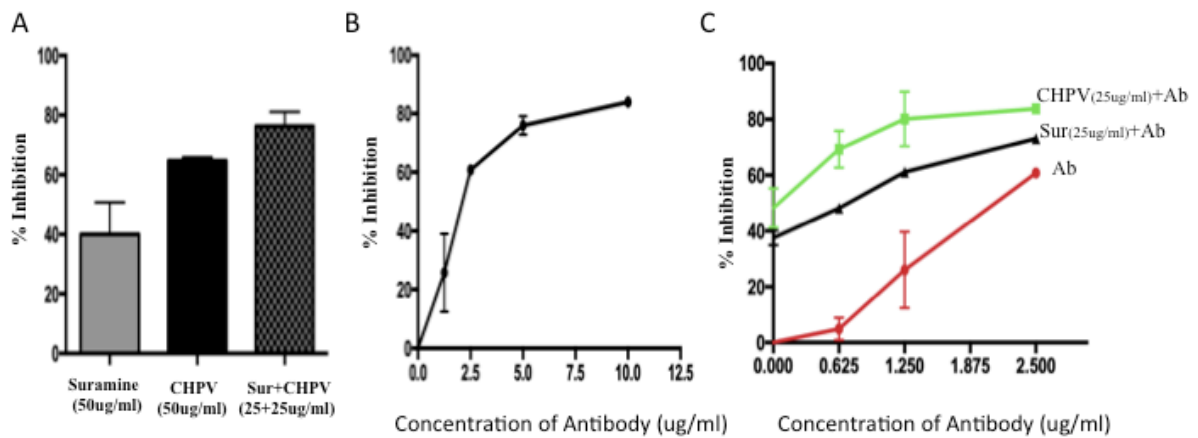 A
B
C
% Inhibition
100
80
60
40
20
0
Suramine
(50ug/ml)
CHPV
(50ug/ml)
Sur+CHPV
(25+25ug/ml)
% Inhibition
100
80
60
40
20
0
0.0 2.5 5.0 7.5 10.0 12.5
Concentration of Antibody (ug/ml)
% Inhibition
100
80
60
40
20
0
0.000 0.625 1.250 1.875 2.500
Concentration of Antibody (ug/ml)
CHPV(25ug/ml)+Ab
Sur(25ug/ml)+Ab
Ab